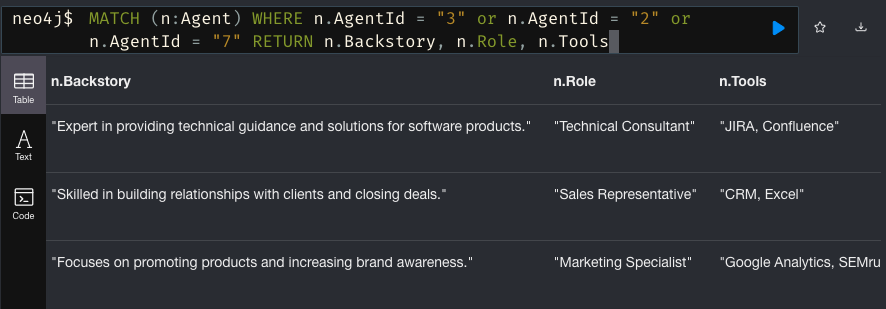 neo4j$ MATCH (n:Agent) WHERE n.AgentId = "3" or n.AgentId = "2" or
n.AgentId = "7" RETURN n.Backstory, n.Role, n.Tools
Table
n.Backstory n.Role n.Tools
"Expert in providing technical guidance and solutions for software products." "Technical Consultant" "JIRA, Confluence"
Text
"Skilled in building relationships with clients and closing deals." "Sales Representative" "CRM, Excel"
Code
"Focuses on promoting products and increasing brand awareness." "Marketing Specialist" "Google Analytics, SEMru